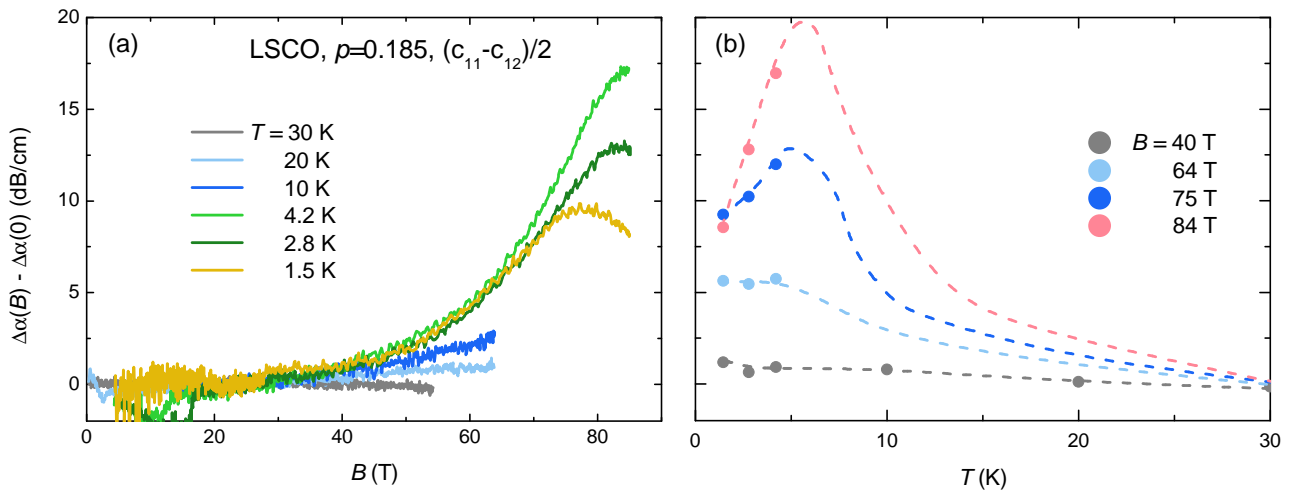 (a)
LSCO, p=0.185, (c11-c12)/2
T = 30 K
20 K
10 K
4.2 K
2.8 K
1.5 K
Δα(B) - Δα(0) (dB/cm)
20
15
10
5
0
0
20
40
60
80
B (T)
(b)
B = 40 T
64 T
75 T
84 T
0
10
20
30
T (K)